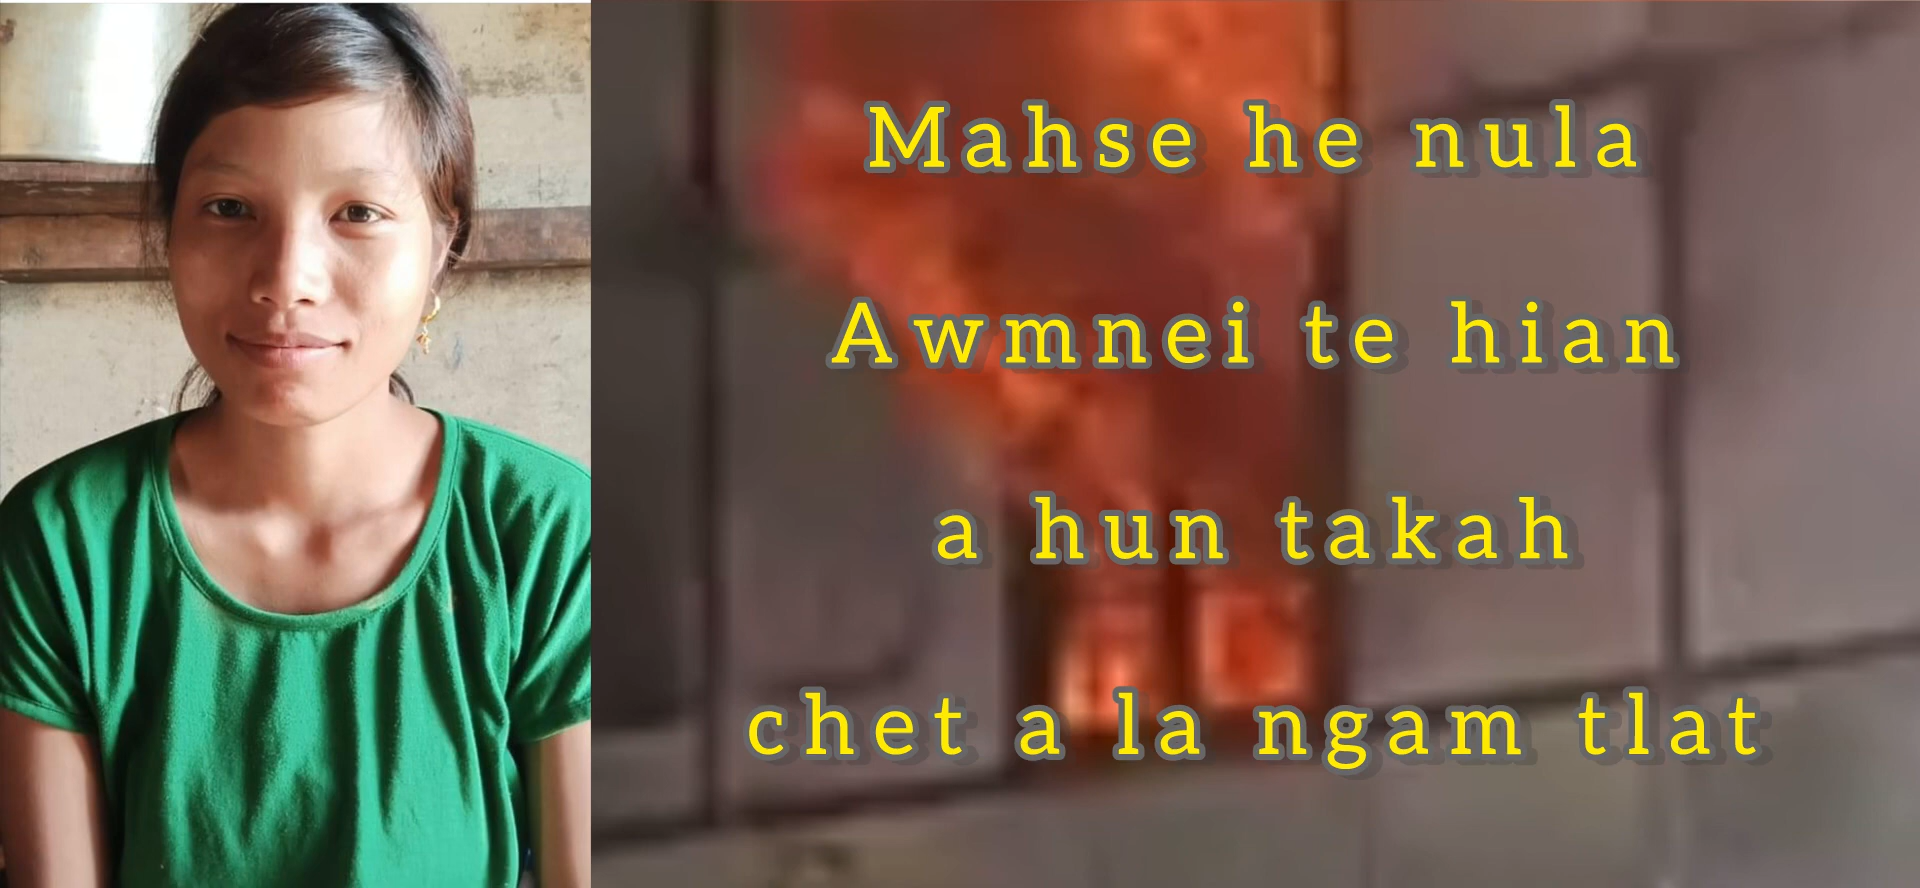 Mahse he nula
Awmnei te hian
a hun takah
chet a la ngam tlat